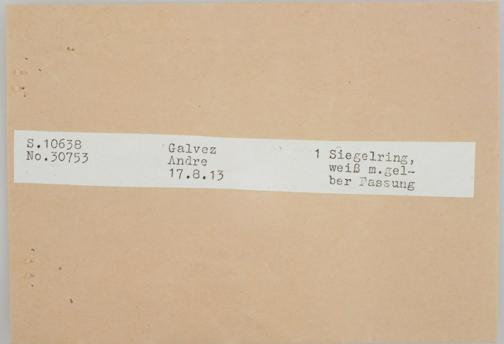 S.10638
No.30753
Galvez
Andre
17.8.13
1 Siegelring,
weiß m.gel-
ber Fassung